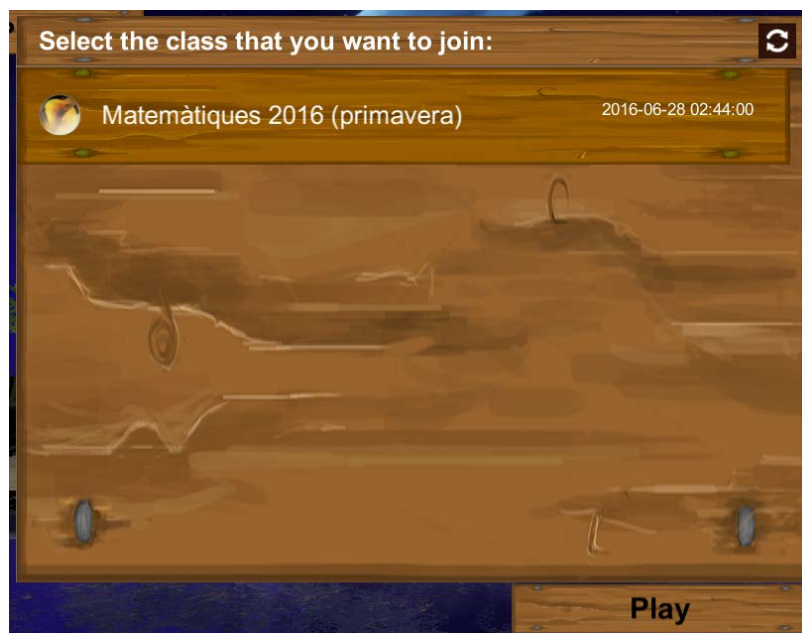 Select the class that you want to join:
Matemàtiques 2016 (primavera) 2016-06-28 02:44:00
Play